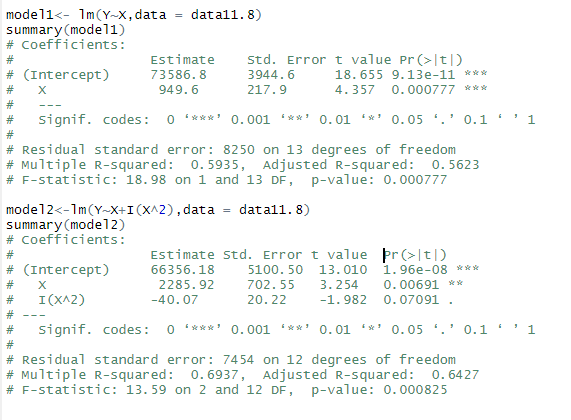 model1<- lm(Y~X,data = data11.8)
summary(model1)
# Coefficients:
#             Estimate    Std. Error t value Pr(>|t|)
# (Intercept)  73586.8     3944.6     18.655 9.13e-11 ***
#   X           949.6      217.9      4.357  0.000777 ***
#   ---
#   Signif. codes:  0 ‘***’ 0.001 ‘**’ 0.01 ‘*’ 0.05 ‘.’ 0.1 ‘ ’ 1
#
# Residual standard error: 8250 on 13 degrees of freedom
# Multiple R-squared:  0.5935,  Adjusted R-squared:  0.5623
# F-statistic: 18.98 on 1 and 13 DF,  p-value: 0.000777
model2<-lm(Y~X+I(X^2),data = data11.8)
summary(model2)
# Coefficients:
#             Estimate Std. Error t value  Pr(>|t|)
# (Intercept)  66356.18    5100.50  13.010  1.96e-08 ***
#   X          2285.92     702.55   3.254   0.00691 **
#   I(X^2)     -40.07      20.22   -1.982  0.07091 .
# ---
#   Signif. codes:  0 ‘***’ 0.001 ‘**’ 0.01 ‘*’ 0.05 ‘.’ 0.1 ‘ ’ 1
#
# Residual standard error: 7454 on 12 degrees of freedom
# Multiple R-squared:  0.6937,  Adjusted R-squared:  0.6427
# F-statistic: 13.59 on 2 and 12 DF,  p-value: 0.000825